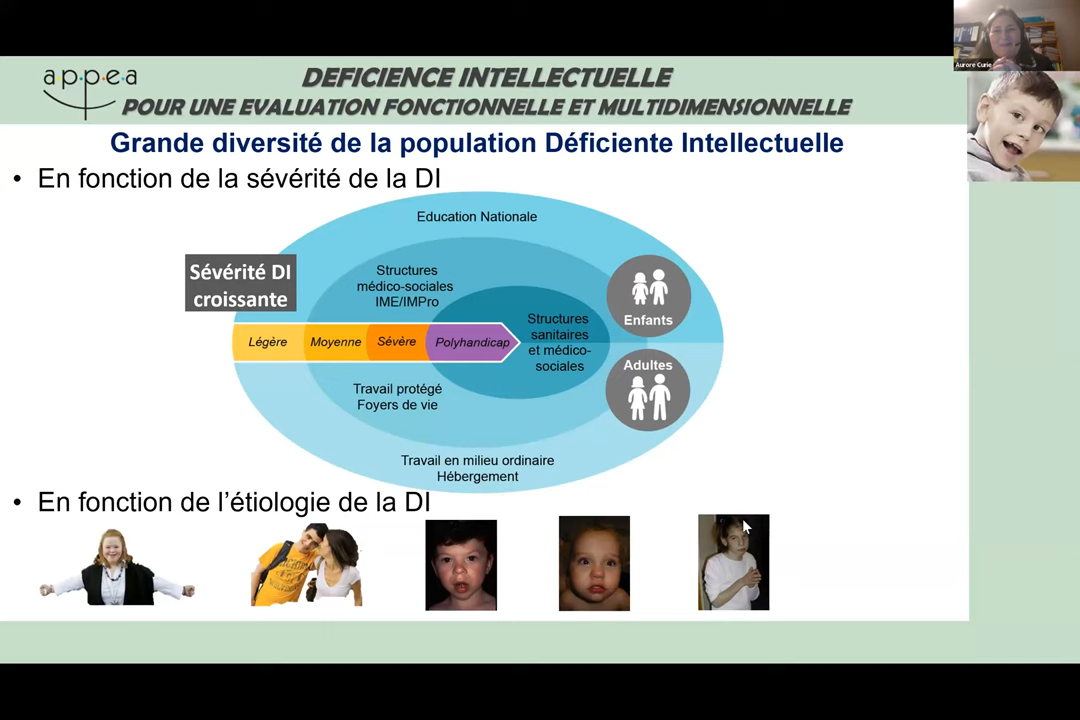 Aurore Curie
a·p·p·e·a
DEFICIENCE INTELLECTUELLE
POUR UNE EVALUATION FONCTIONNELLE ET MULTIDIMENSIONNELLE
Grande diversité de la population Déficiente Intellectuelle
• En fonction de la sévérité de la DI
Education Nationale
Sévérité DI
croissante
Structures
médico-sociales
IME/IMPro
Enfants
Légère
Moyenne
Sévère
Polyhandicap
Structures
sanitaires
et médico-
sociales
Adultes
Travail protégé
Foyers de vie
Travail en milieu ordinaire
Hébergement
• En fonction de l’étiologie de la DI